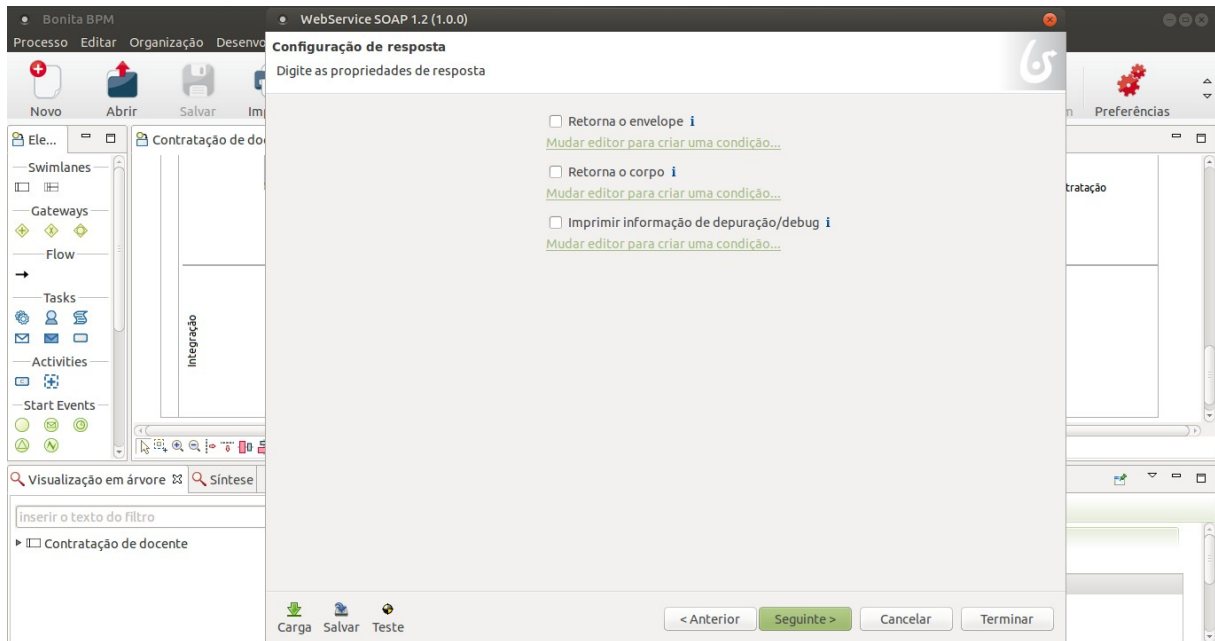 Bonita BPM
WebService SOAP 1.2 (1.0.0)
Processo Editar Organização Desenvo
Configuração de resposta
Digite as propriedades de resposta
Novo Abrir Salvar Im
Preferências
Ele...
Contratação de do
Swimlanes
Gateways
Flow
Tasks
Activities
Start Events
Integração
tratação
Retorna o envelope i
Mudar editor para criar uma condição...
Retorna o corpo i
Mudar editor para criar uma condição...
Imprimir informação de depuração/debug i
Mudar editor para criar uma condição...
Visualização em árvore Síntese
inserir o texto do filtro
Contratação de docente
Carga Salvar Teste
< Anterior Seguinte > Cancelar Terminar